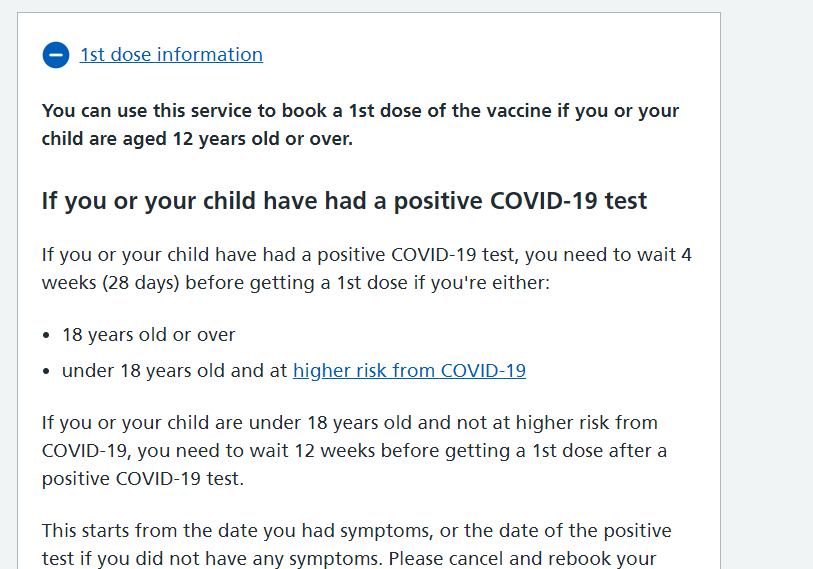 1st dose information
You can use this service to book a 1st dose of the vaccine if you or your
child are aged 12 years old or over.
If you or your child have had a positive COVID-19 test
If you or your child have had a positive COVID-19 test, you need to wait 4
weeks (28 days) before getting a 1st dose if you're either:
• 18 years old or over
• under 18 years old and at higher risk from COVID-19
If you or your child are under 18 years old and not at higher risk from
COVID-19, you need to wait 12 weeks before getting a 1st dose after a
positive COVID-19 test.
This starts from the date you had symptoms, or the date of the positive
test if you did not have any symptoms. Please cancel and rebook your